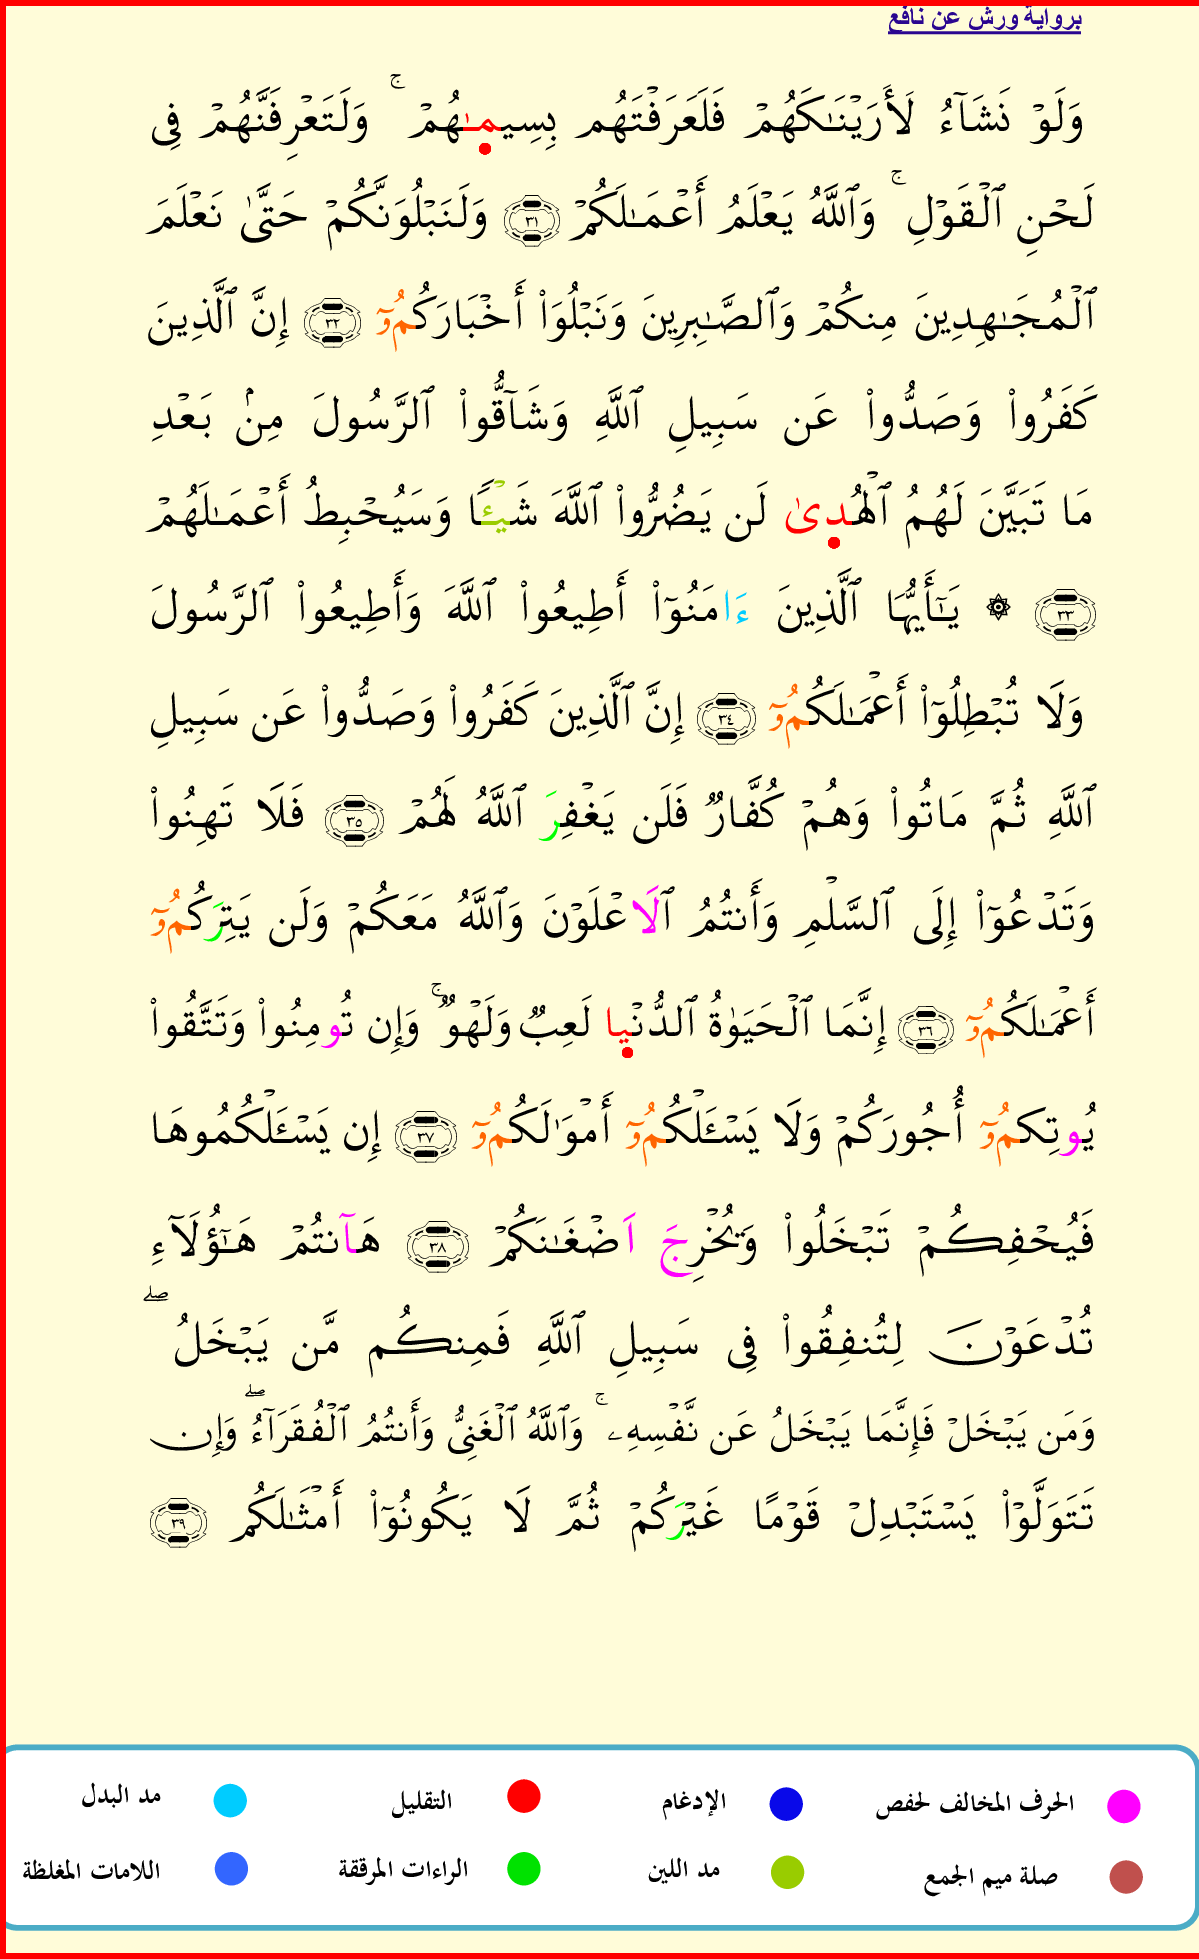 برواية ورش عن نافع
وَلَوْ نَشَآءُ لَأَرَيْنَٰكَهُمْ فَلَعَرَفْتَهُم بِسِيمَٰهُمْ ۚ وَلَتَعْرِفَنَّهُمْ فِى
لَحْنِ ٱلْقَوْلِ ۚ وَٱللَّهُ يَعْلَمُ أَعْمَٰلَكُمْ ٣١ وَلَنَبْلُوَنَّكُمْ حَتَّىٰ نَعْلَمَ
ٱلْمُجَٰهِدِينَ مِنكُمْ وَٱلصَّٰبِرِينَ وَنَبْلُوَا۟ أَخْبَارَكُمُۥٓ ٣٢ إِنَّ ٱلَّذِينَ
كَفَرُوا۟ وَصَدُّوا۟ عَن سَبِيلِ ٱللَّهِ وَشَآقُّوا۟ ٱلرَّسُولَ مِنۢ بَعْدِ
مَا تَبَيَّنَ لَهُمُ ٱلْهُدِىٰ لَن يَضُرُّوا۟ ٱللَّهَ شَيْـًٔا وَسَيُحْبِطُ أَعْمَٰلَهُمْ
٣٣ ۞ يَٰٓأَيُّهَا ٱلَّذِينَ ءَامَنُوٓا۟ أَطِيعُوا۟ ٱللَّهَ وَأَطِيعُوا۟ ٱلرَّسُولَ
وَلَا تُبْطِلُوٓا۟ أَعْمَٰلَكُمُۥٓ ٣٤ إِنَّ ٱلَّذِينَ كَفَرُوا۟ وَصَدُّوا۟ عَن سَبِيلِ
ٱللَّهِ ثُمَّ مَاتُوا۟ وَهُمْ كُفَّارٌ فَلَن يَغْفِرَ ٱللَّهُ لَهُمْ ٣٥ فَلَا تَهِنُوا۟
وَتَدْعُوٓا۟ إِلَى ٱلسَّلْمِ وَأَنتُمُ ٱلَاعْلَوْنَ وَٱللَّهُ مَعَكُمْ وَلَن يَتِرَكُمُۥٓ
أَعْمَٰلَكُمُۥٓ ٣٦ إِنَّمَا ٱلْحَيَوٰةُ ٱلدُّنْيا لَعِبٌ وَلَهْوٌ ۚ وَإِن تُومِنُوا۟ وَتَتَّقُوا۟
يُوتِكُمُۥٓ أُجُورَكُمْ وَلَا يَسْـَٔلْكُمُۥٓ أَمْوَٰلَكُمُۥٓ ٣٧ إِن يَسْـَٔلْكُمُوهَا
فَيُحْفِكُمْ تَبْخَلُوا۟ وَيُخْرِجَ اَضْغَٰنَكُمْ ٣٨ هَآنتُمْ هَٰٓؤُلَآءِ
تُدْعَوْنَ لِتُنفِقُوا۟ فِى سَبِيلِ ٱللَّهِ فَمِنكُم مَّن يَبْخَلُ ۖ
وَمَن يَبْخَلْ فَإِنَّمَا يَبْخَلُ عَن نَّفْسِهِۦ ۚ وَٱللَّهُ ٱلْغَنِىُّ وَأَنتُمُ ٱلْفُقَرَآءُ ۖ وَإِن
تَتَوَلَّوْا۟ يَسْتَبْدِلْ قَوْمًا غَيْرَكُمْ ثُمَّ لَا يَكُونُوٓا۟ أَمْثَٰلَكُم ٣٩
الحرف المخالف لحفص الإدغام التقليل مد البدل
صلة ميم الجمع مد اللين الراءات المرققة اللامات المغلظة